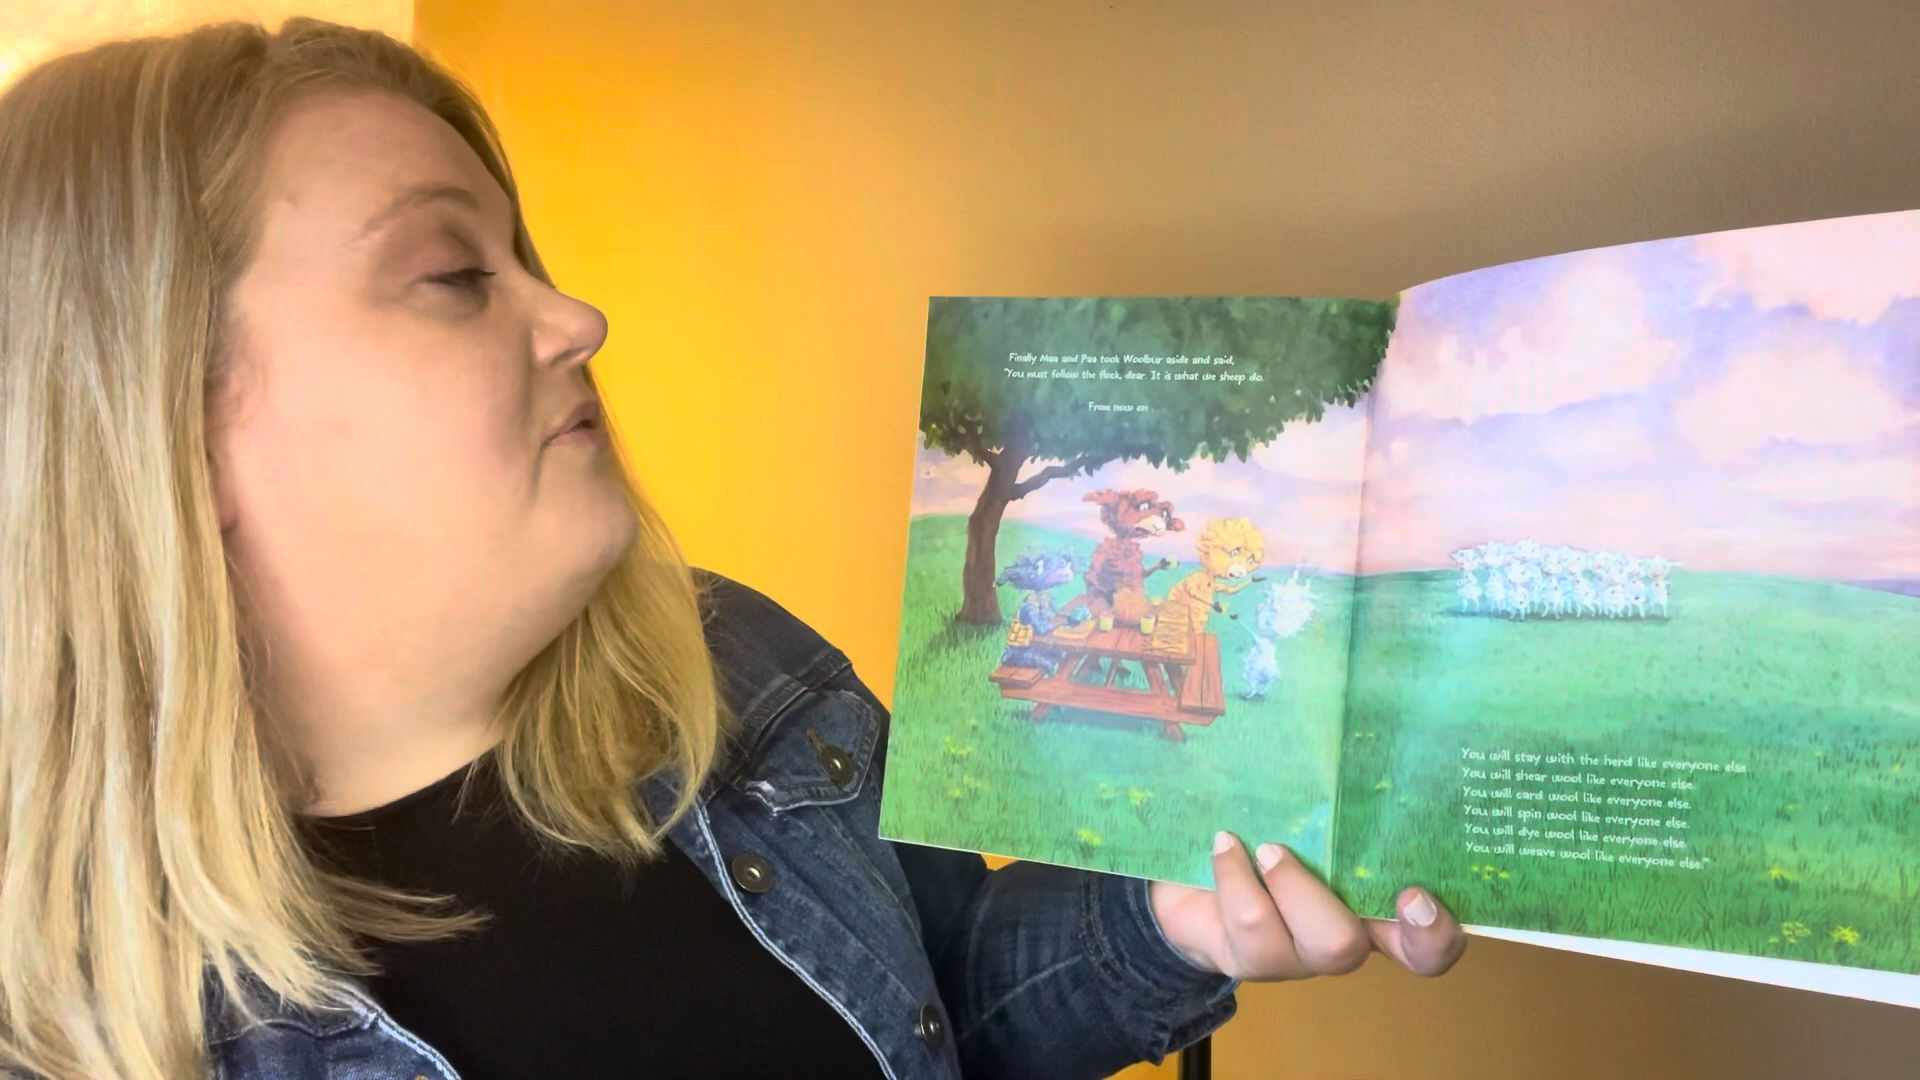 Finally Maa and Paa took Woolbur aside and said,
"You must follow the flock, dear. It is what we sheep do.
From now on
You will stay with the herd like everyone else.
You will shear wool like everyone else.
You will card wool like everyone else.
You will spin wool like everyone else.
You will dye wool like everyone else.
You will weave wool like everyone else."